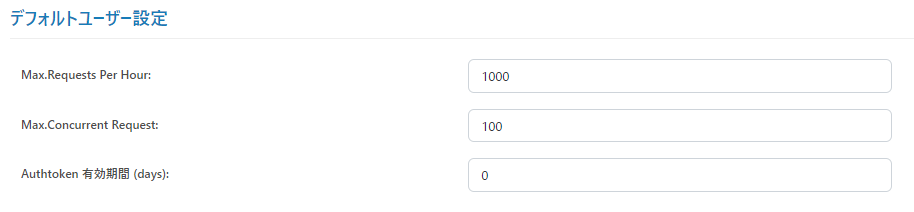 デフォルトユーザー設定
Max.Requests Per Hour:
1000
Max.Concurrent Request:
100
Authtoken 有効期間 (days):
0